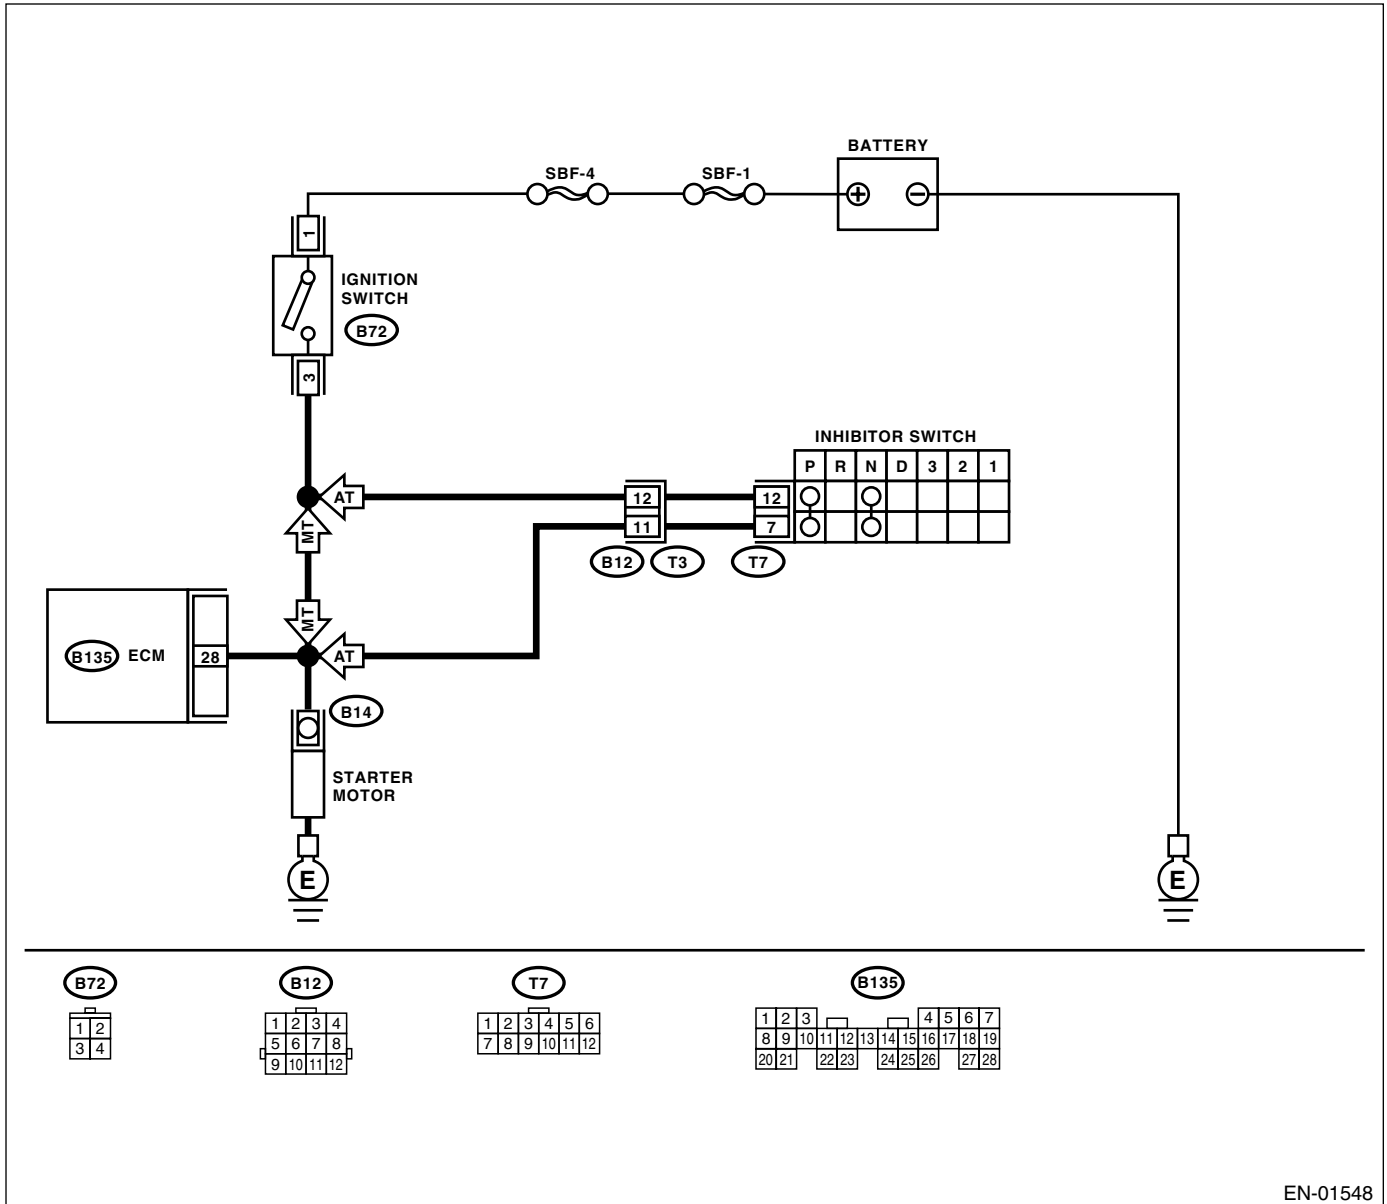 BATTERY
SBF-4
SBF-1
+
−
1
IGNITION
SWITCH
B72
3
INHIBITOR SWITCH
P R N D 3 2 1
AT
12
12
11
7
MT
B12
T3
T7
MT
B135
ECM
28
AT
B14
STARTER
MOTOR
E
E
B72
B12
T7
B135
1 2
3 4
1 2 3 4
5 6 7 8
9 10 11 12
1 2 3 4 5 6
7 8 9 10 11 12
1 2 3 4 5 6 7
8 9 10 11 12 13 14 15 16 17 18 19
20 21 22 23 24 25 26 27 28
EN-01548